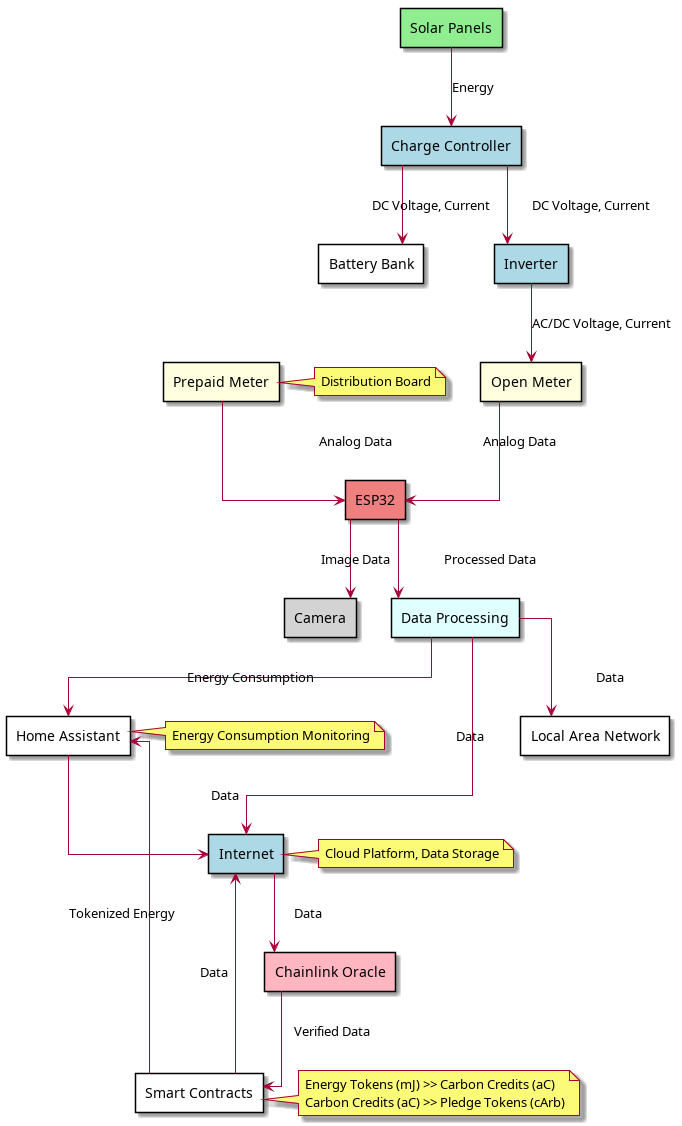 Solar Panels
Energy
Charge Controller
DC Voltage, Current
DC Voltage, Current
Battery Bank
Inverter
AC/DC Voltage, Current
Prepaid Meter
Distribution Board
Open Meter
Analog Data
Analog Data
ESP32
Image Data
Processed Data
Camera
Data Processing
Energy Consumption
Data
Home Assistant
Energy Consumption Monitoring
Data
Local Area Network
Data
Internet
Cloud Platform, Data Storage
Tokenized Energy
Data
Data
Chainlink Oracle
Verified Data
Smart Contracts
Energy Tokens (mJ) >> Carbon Credits (aC)
Carbon Credits (aC) >> Pledge Tokens (cArb)